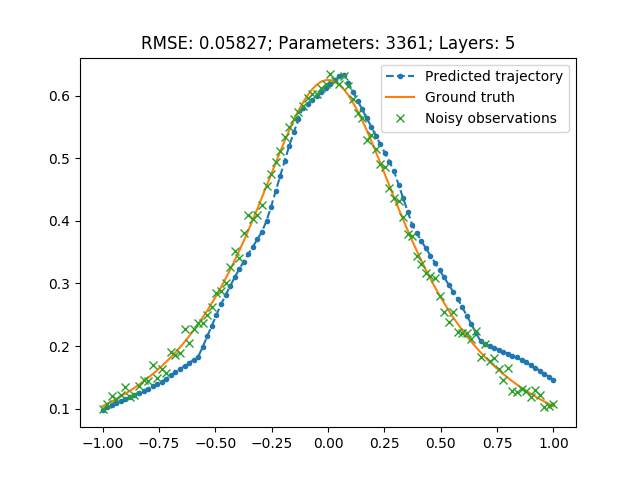 RMSE: 0.05827; Parameters: 3361; Layers: 5
Predicted trajectory
Ground truth
Noisy observations
0.6
0.5
0.4
0.3
0.2
0.1
−1.00 −0.75 −0.50 −0.25 0.00 0.25 0.50 0.75 1.00